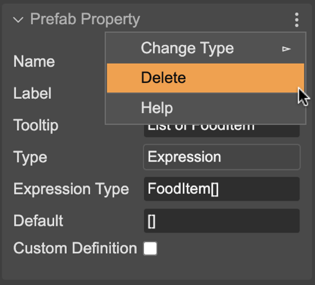 Prefab Property
Change Type
Name
Delete
Label
Help
Tooltip List of FoodItem
Type Expression
Expression Type FoodItem[]
Default []
Custom Definition